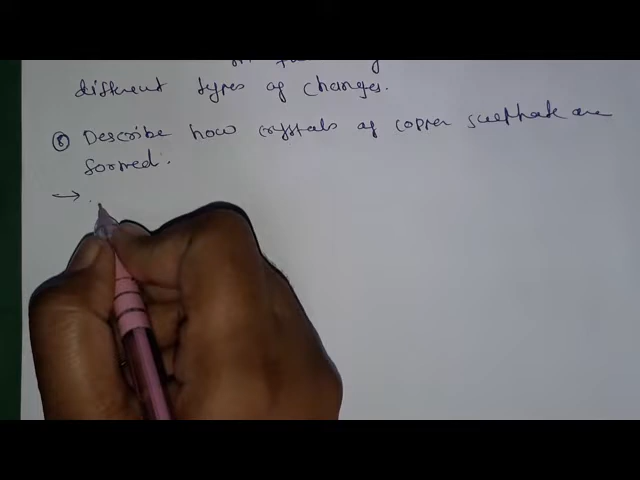 different types of changes.
⑧ Describe how crystals of copper sulphate are
formed.
→